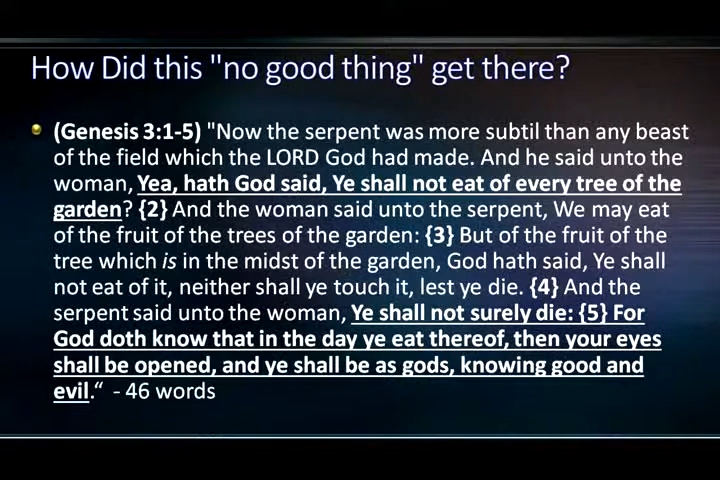 How Did this "no good thing" get there?
(Genesis 3:1-5) "Now the serpent was more subtil than any beast
of the field which the LORD God had made. And he said unto the
woman, Yea, hath God said, Ye shall not eat of every tree of the
garden? {2} And the woman said unto the serpent, We may eat
of the fruit of the trees of the garden: {3} But of the fruit of the
tree which is in the midst of the garden, God hath said, Ye shall
not eat of it, neither shall ye touch it, lest ye die. {4} And the
serpent said unto the woman, Ye shall not surely die: {5} For
God doth know that in the day ye eat thereof, then your eyes
shall be opened, and ye shall be as gods, knowing good and
evil.“ - 46 words